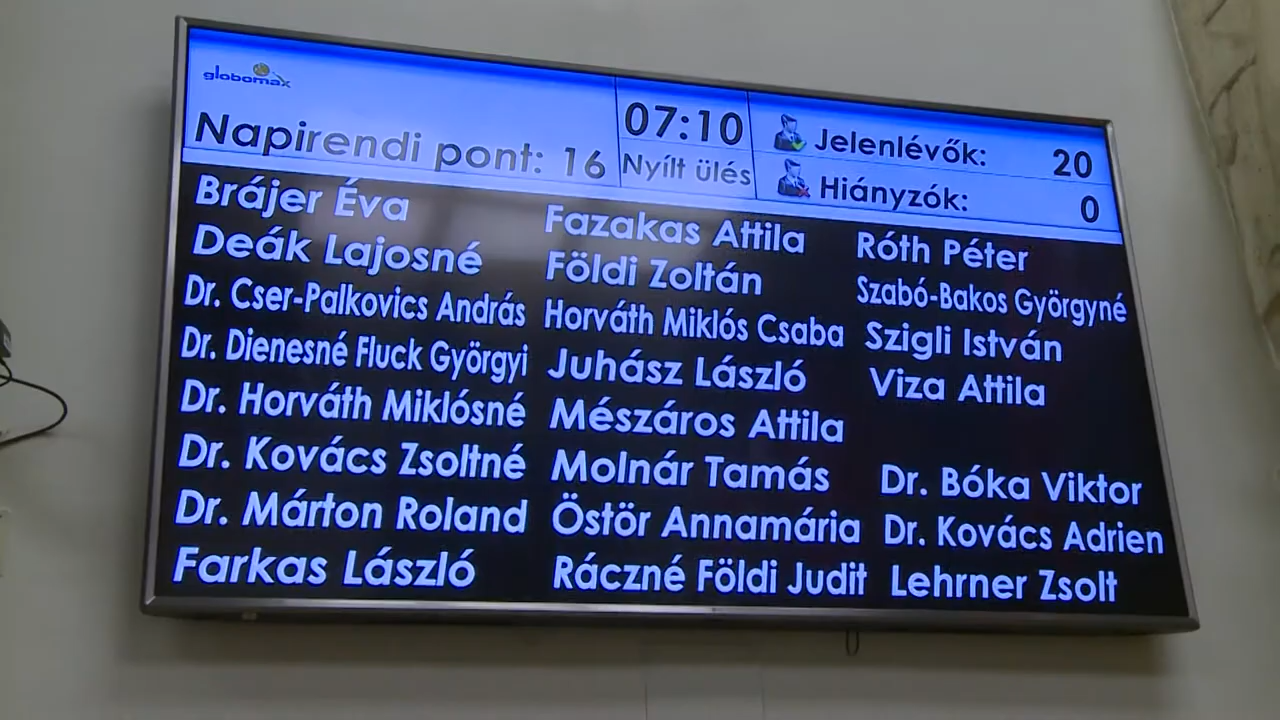 globomax
Napirendi pont: 16
07:10
Nyílt ülés
Jelenlévők: 20
Hiányzók: 0
Brájer Éva
Deák Lajosné
Dr. Cser-Palkovics András
Dr. Dienesné Fluck Györgyi
Dr. Horváth Miklósné
Dr. Kovács Zsoltné
Dr. Márton Roland
Farkas László
Fazakas Attila
Földi Zoltán
Horváth Miklós Csaba
Juhász László
Mészáros Attila
Molnár Tamás
Östör Annamária
Ráczné Földi Judit
Róth Péter
Szabó-Bakos Györgyné
Szigli István
Viza Attila
Dr. Bóka Viktor
Dr. Kovács Adrien
Lehrner Zsolt